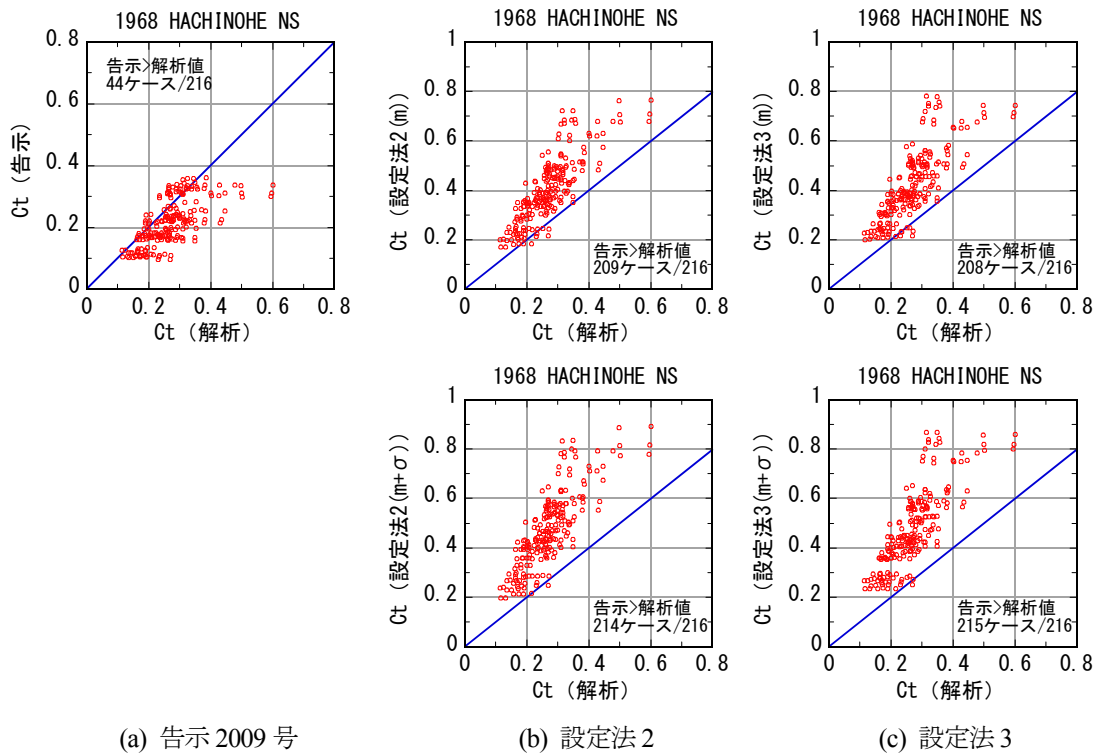 1968 HACHINOHE NS
0.8
0.6
0.4
0.2
0
告示>解析値
44ケース/216
Ct (告示)
0 0.2 0.4 0.6 0.8
Ct (解析)
1968 HACHINOHE NS
1
0.8
0.6
0.4
0.2
0
Ct (設定法2(m))
告示>解析値
209ケース/216
0 0.2 0.4 0.6 0.8
Ct (解析)
1968 HACHINOHE NS
1
0.8
0.6
0.4
0.2
0
Ct (設定法3(m))
告示>解析値
208ケース/216
0 0.2 0.4 0.6 0.8
Ct (解析)
1968 HACHINOHE NS
1
0.8
0.6
0.4
0.2
0
Ct (設定法2(m+σ))
告示>解析値
214ケース/216
0 0.2 0.4 0.6 0.8
Ct (解析)
1968 HACHINOHE NS
1
0.8
0.6
0.4
0.2
0
Ct (設定法3(m+σ))
告示>解析値
215ケース/216
0 0.2 0.4 0.6 0.8
Ct (解析)
(a) 告示 2009 号
(b) 設定法 2
(c) 設定法 3